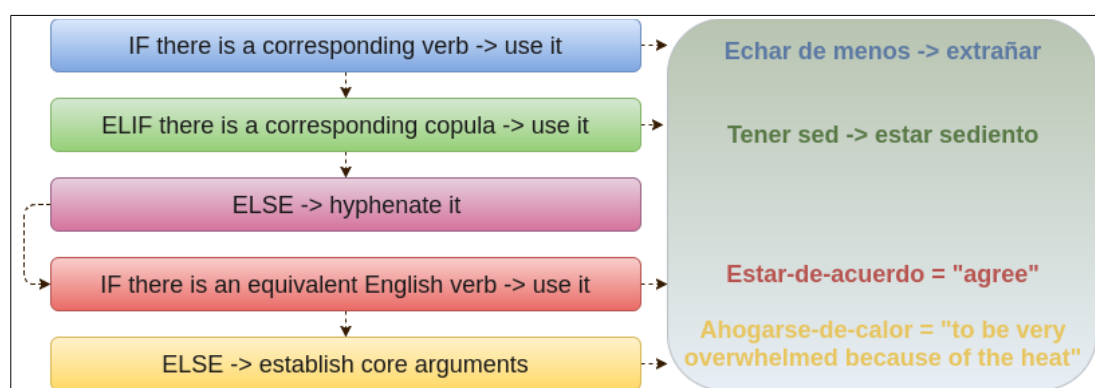 IF there is a corresponding verb -> use it
Echar de menos -> extrañar
ELIF there is a corresponding copula -> use it
Tener sed -> estar sediento
ELSE -> hyphenate it
IF there is an equivalent English verb -> use it
Estar-de-acuerdo = "agree"
ELSE -> establish core arguments
Ahogarse-de-calor = "to be very
overwhelmed because of the heat"